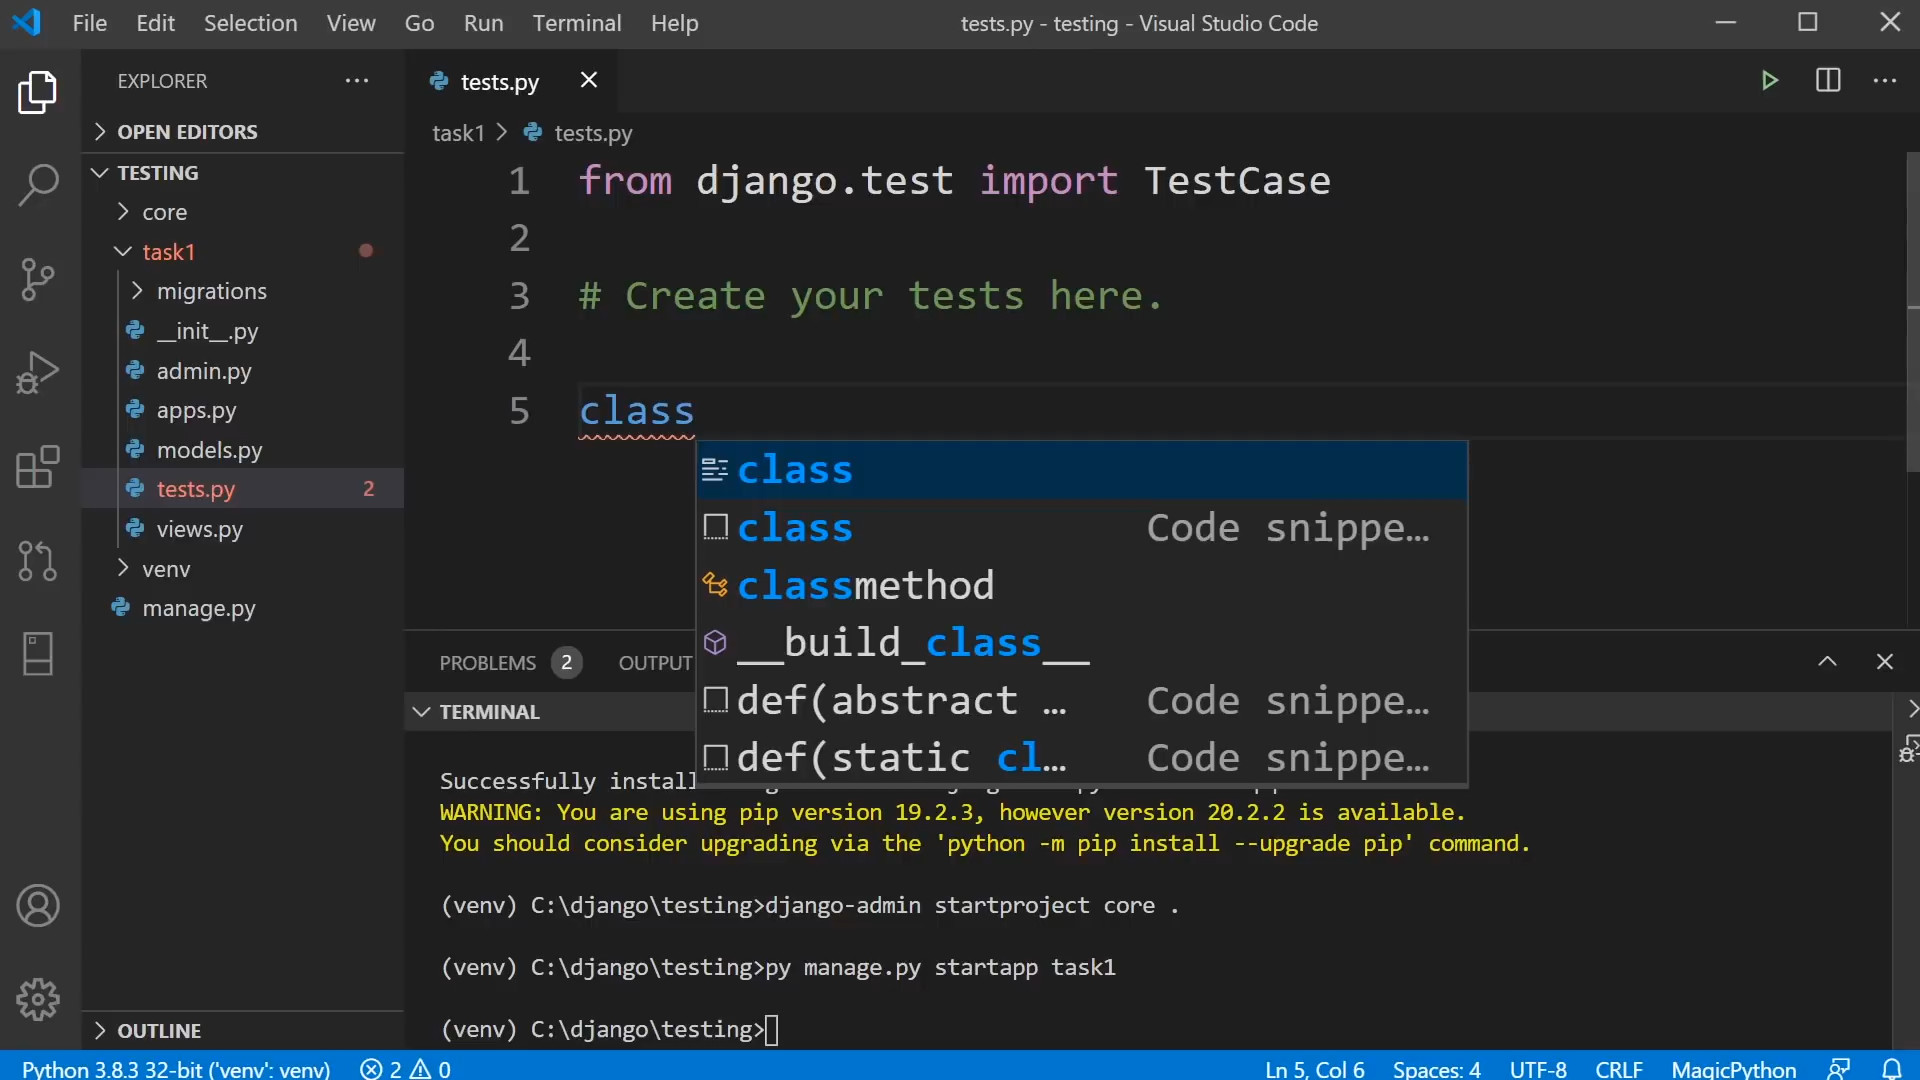 File Edit Selection View Go Run Terminal Help
tests.py - testing - Visual Studio Code
EXPLORER
OPEN EDITORS
TESTING
core
task1
migrations
__init__.py
admin.py
apps.py
models.py
tests.py 2
views.py
venv
manage.py
OUTLINE
tests.py
task1 > tests.py
1 from django.test import TestCase
2
3 # Create your tests here.
4
5 class
class
class Code snippe…
classmethod
__build_class__
def(abstract … Code snippe…
def(static cl… Code snippe…
PROBLEMS 2 OUTPUT
TERMINAL
Successfully install
WARNING: You are using pip version 19.2.3, however version 20.2.2 is available.
You should consider upgrading via the 'python -m pip install --upgrade pip' command.
(venv) C:\django\testing>django-admin startproject core .
(venv) C:\django\testing>py manage.py startapp task1
(venv) C:\django\testing>
Python 3.8.3 32-bit ('venv': venv) 2 0 Ln 5, Col 6 Spaces: 4 UTF-8 CRLF MagicPython